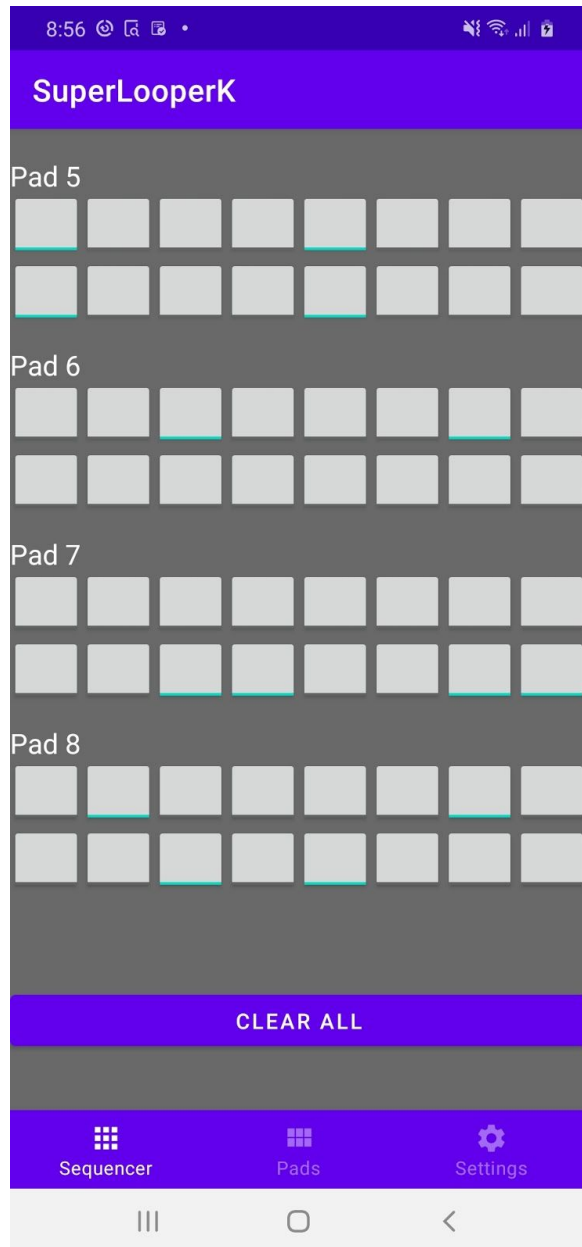 8:56
SuperLooperK
Pad 5
Pad 6
Pad 7
Pad 8
CLEAR ALL
Sequencer Pads Settings